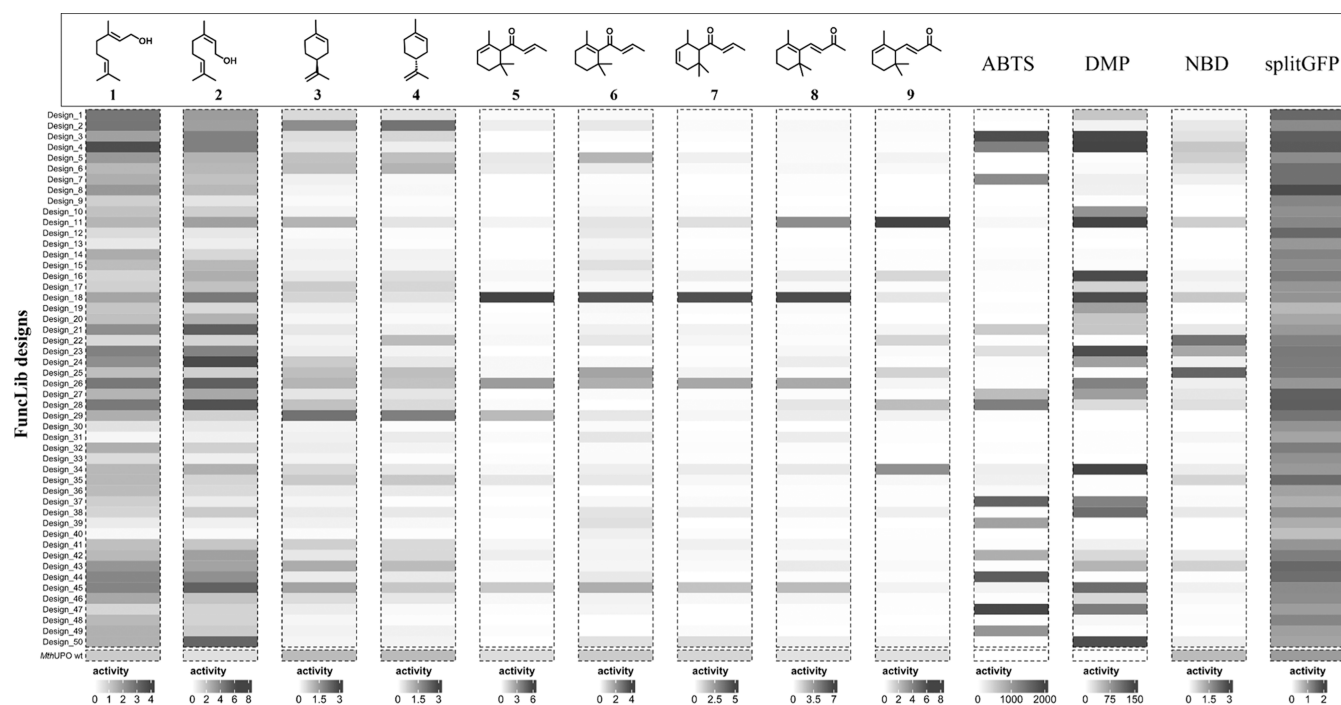 OH
OH
O
O
O
O
O
1 2 3 4 5 6 7 8 9 ABTS DMP NBD splitGFP
FuncLib designs
Design_1
Design_2
Design_3
Design_4
Design_5
Design_6
Design_7
Design_8
Design_9
Design_10
Design_11
Design_12
Design_13
Design_14
Design_15
Design_16
Design_17
Design_18
Design_19
Design_20
Design_21
Design_22
Design_23
Design_24
Design_25
Design_26
Design_27
Design_28
Design_29
Design_30
Design_31
Design_32
Design_33
Design_34
Design_35
Design_36
Design_37
Design_38
Design_39
Design_40
Design_41
Design_42
Design_43
Design_44
Design_45
Design_46
Design_47
Design_48
Design_49
Design_50
MthUPO wt
activity activity activity activity activity activity activity activity activity activity activity activity activity
0 1 2 3 4 0 2 4 6 8 0 1.5 3 0 1.5 3 0 3 6 0 2 4 0 2.5 5 0 3.5 7 0 2 4 6 8 0 1000 2000 0 75 150 0 1.5 3 0 1 2